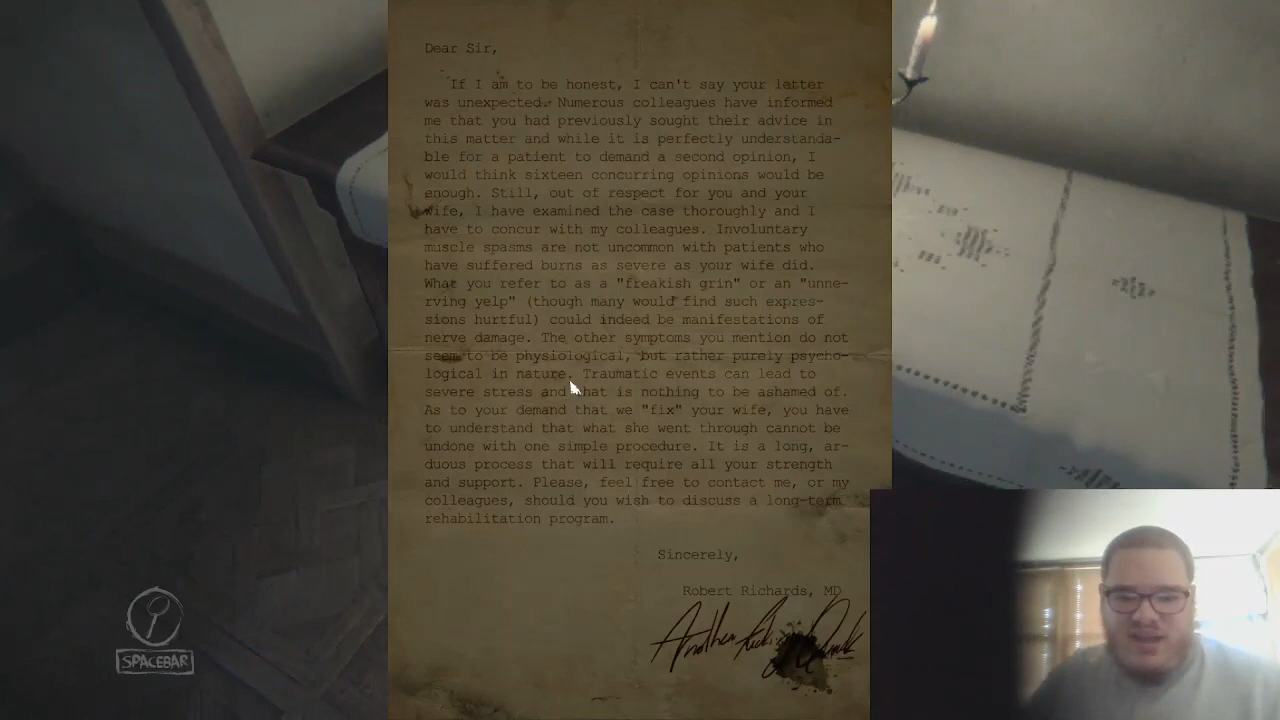 Dear Sir,
If I am to be honest, I can't say your latter
was unexpected. Numerous colleagues have informed
me that you had previously sought their advice in
this matter and while it is perfectly understanda-
ble for a patient to demand a second opinion, I
would think sixteen concurring opinions would be
enough. Still, out of respect for you and your
wife, I have examined the case thoroughly and I
have to concur with my colleagues. Involuntary
muscle spasms are not uncommon with patients who
have suffered burns as severe as your wife did.
What you refer to as a "freakish grin" or an "unne-
rving yelp" (though many would find such expres-
sions hurtful) could indeed be manifestations of
nerve damage. The other symptoms you mention do not
seem to be physiological, but rather purely psycho-
logical in nature. Traumatic events can lead to
severe stress and that is nothing to be ashamed of.
As to your demand that we "fix" your wife, you have
to understand that what she went through cannot be
undone with one simple procedure. It is a long, ar-
duous process that will require all your strength
and support. Please, feel free to contact me, or my
colleagues, should you wish to discuss a long-term
rehabilitation program.
Sincerely,
Robert Richards, MD
Another
SPACEBAR